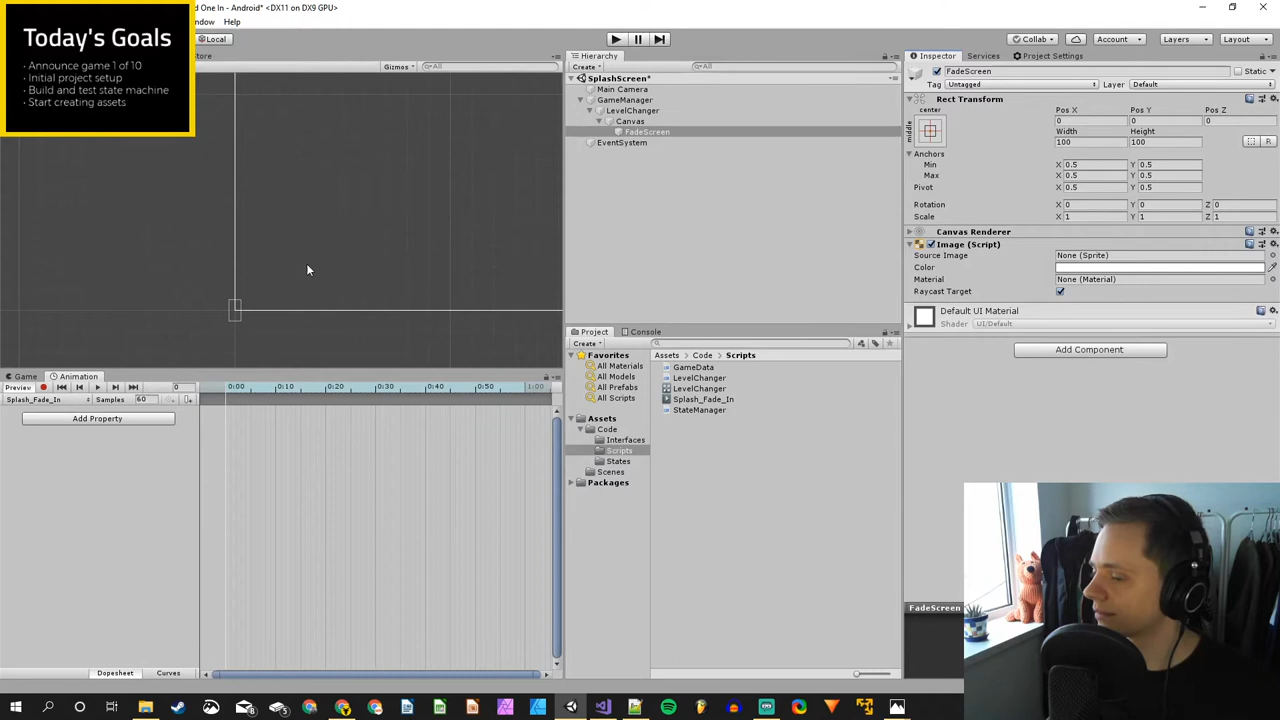 d One In - Android* <DX11 on DX9 GPU>
Today's Goals
· Announce game 1 of 10
· Initial project setup
· Build and test state machine
· Start creating assets
ndow Help
Local
Collab
Account
Layers
Layout
tore
Gizmos
All
Hierarchy
Create
All
SplashScreen*
Main Camera
GameManager
LevelChanger
Canvas
FadeScreen
EventSystem
Inspector Services Project Settings
FadeScreen Static
Tag Untagged Layer Default
Rect Transform
center
middle
Pos X Pos Y Pos Z
0 0 0
Width Height
100 100
R
Anchors
Min X 0.5 Y 0.5
Max X 0.5 Y 0.5
Pivot X 0.5 Y 0.5
Rotation X 0 Y 0 Z 0
Scale X 1 Y 1 Z 1
Canvas Renderer
Image (Script)
Source Image None (Sprite)
Color
Material None (Material)
Raycast Target
Default UI Material
Shader UI/Default
Add Component
Game Animation
Preview 0 0:00 0:10 0:20 0:30 0:40 0:50 1:00
Splash_Fade_In Samples 60
Add Property
Dopesheet Curves
Project Console
Create
Favorites
All Materials
All Models
All Prefabs
All Scripts
Assets
Code
Interfaces
Scripts
States
Scenes
Packages
Assets Code Scripts
GameData
LevelChanger
LevelChanger
Splash_Fade_In
StateManager
FadeScreen